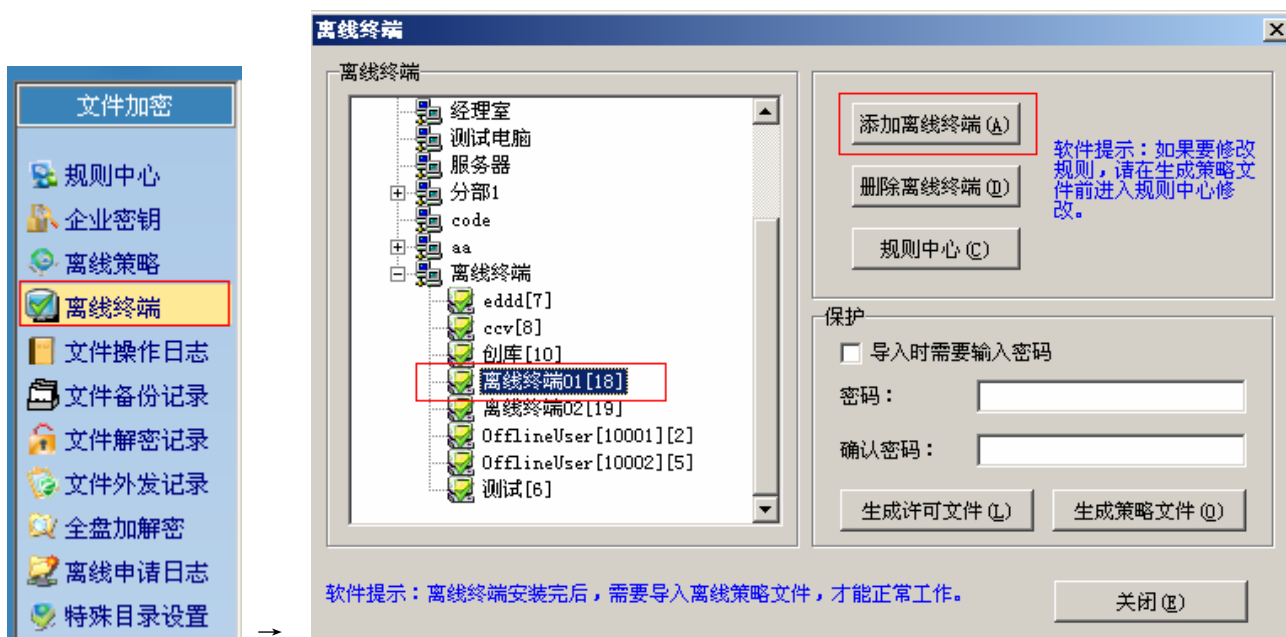 文件加密
规则中心
企业密钥
离线策略
离线终端
文件操作日志
文件备份记录
文件解密记录
文件外发记录
全盘加解密
离线申请日志
特殊目录设置
→
离线终端
离线终端
经理室
测试电脑
服务器
分部1
code
aa
离线终端
eddd[7]
ccv[8]
创库[10]
离线终端01[18]
离线终端02[19]
OfflineUser[10001][2]
OfflineUser[10002][5]
测试[6]
添加离线终端(A)
删除离线终端(D)
规则中心(C)
软件提示：如果要修改
规则，请在生成策略文
件前进入规则中心修
改。
保护
导入时需要输入密码
密码：
确认密码：
生成许可文件(L)
生成策略文件(O)
软件提示：离线终端安装完后，需要导入离线策略文件，才能正常工作。
关闭(E)